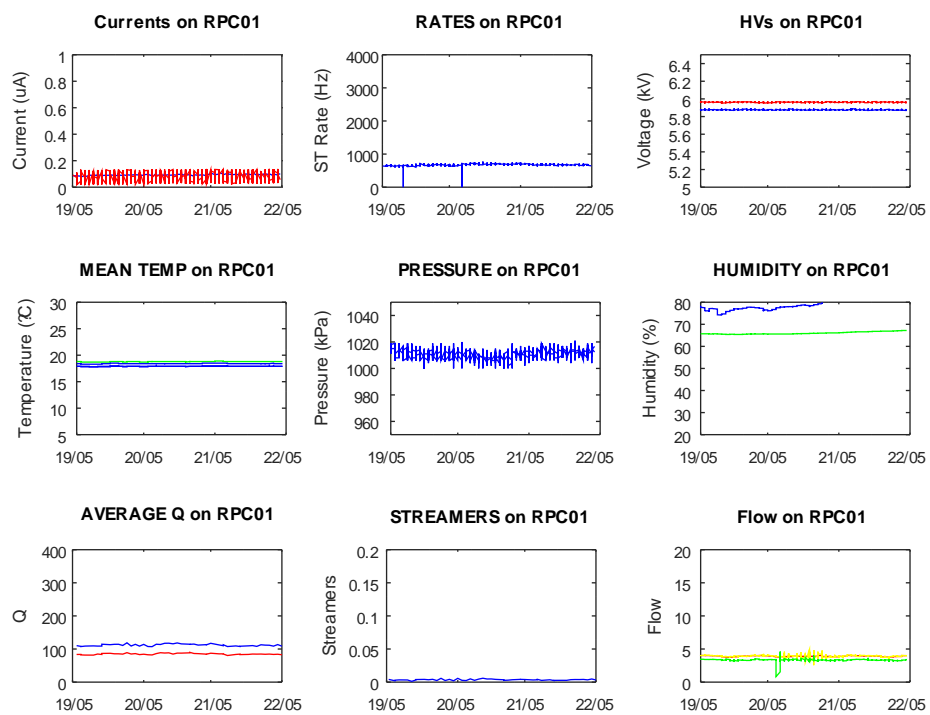 Currents on RPC01
RATES on RPC01
HVs on RPC01
Current (uA)
1
0.8
0.6
0.4
0.2
0
19/05 20/05 21/05 22/05
ST Rate (Hz)
4000
3000
2000
1000
0
19/05 20/05 21/05 22/05
Voltage (kV)
6.4
6.2
6
5.8
5.6
5.4
5.2
5
19/05 20/05 21/05 22/05
MEAN TEMP on RPC01
PRESSURE on RPC01
HUMIDITY on RPC01
Temperature (?C)
30
25
20
15
10
5
19/05 20/05 21/05 22/05
Pressure (kPa)
1040
1020
1000
980
960
19/05 20/05 21/05 22/05
Humidity (%)
80
70
60
50
40
30
20
19/05 20/05 21/05 22/05
AVERAGE Q on RPC01
STREAMERS on RPC01
Flow on RPC01
Q
400
300
200
100
0
19/05 20/05 21/05 22/05
Streamers
0.2
0.15
0.1
0.05
0
19/05 20/05 21/05 22/05
Flow
20
15
10
5
0
19/05 20/05 21/05 22/05